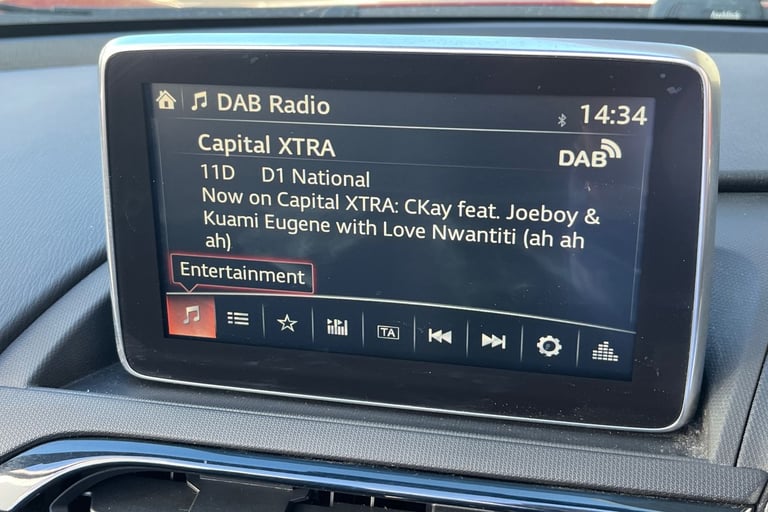 DAB Radio
14:34
Capital XTRA
DAB
11D D1 National
Now on Capital XTRA: CKay feat. Joeboy &
Kuami Eugene with Love Nwantiti (ah ah
ah)
Entertainment
TA